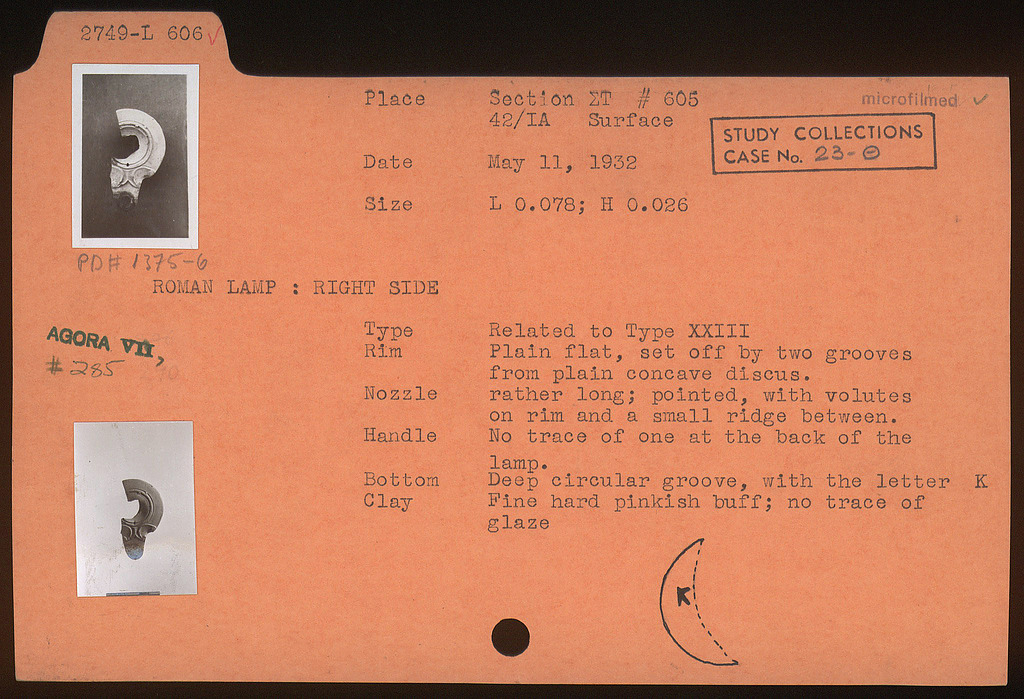 2749-L 606✓
Place Section ΣΤ # 605
42/IA Surface
microfilmed ✓
STUDY COLLECTIONS
CASE No. 23-Θ
Date May 11, 1932
Size L 0.078; H 0.026
PD# 1375-6
ROMAN LAMP : RIGHT SIDE
AGORA VII,
# 285
Type Related to Type XXIII
Rim Plain flat, set off by two grooves
from plain concave discus.
Nozzle rather long; pointed, with volutes
on rim and a small ridge between.
Handle No trace of one at the back of the
lamp.
Bottom Deep circular groove, with the letter K
Clay Fine hard pinkish buff; no trace of
glaze
K